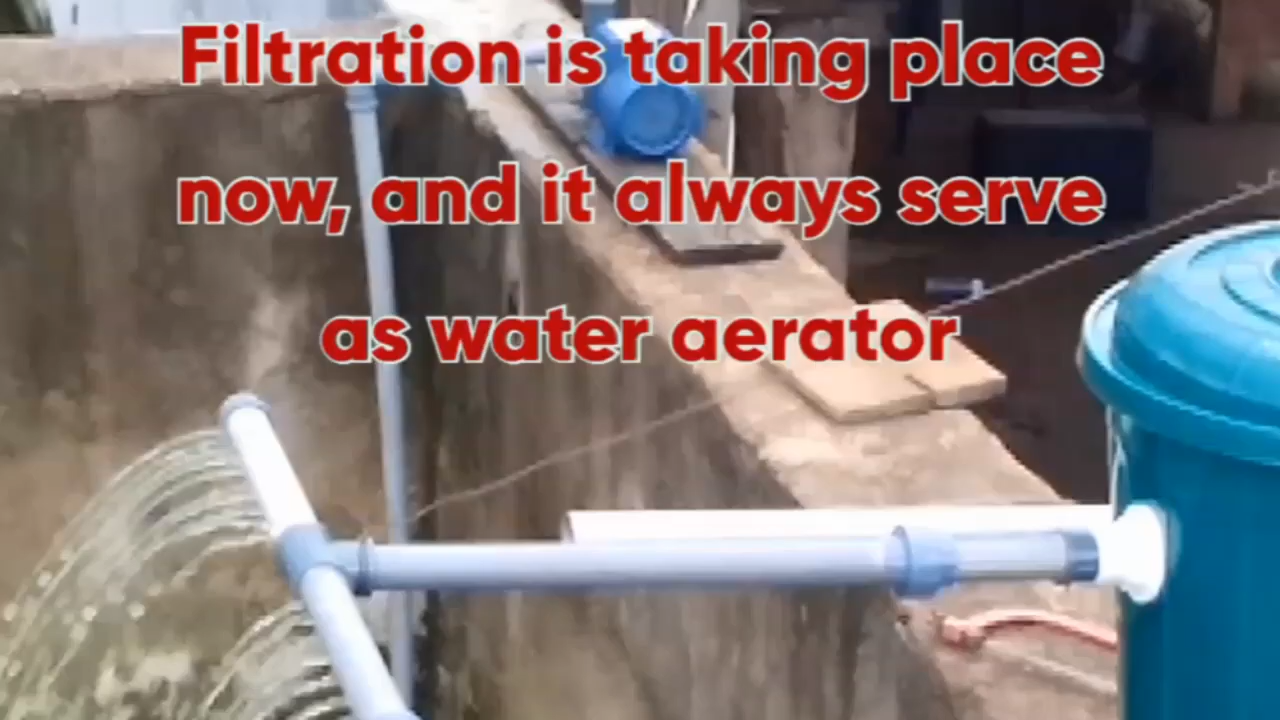 Filtration is taking place
now, and it always serve
as water aerator